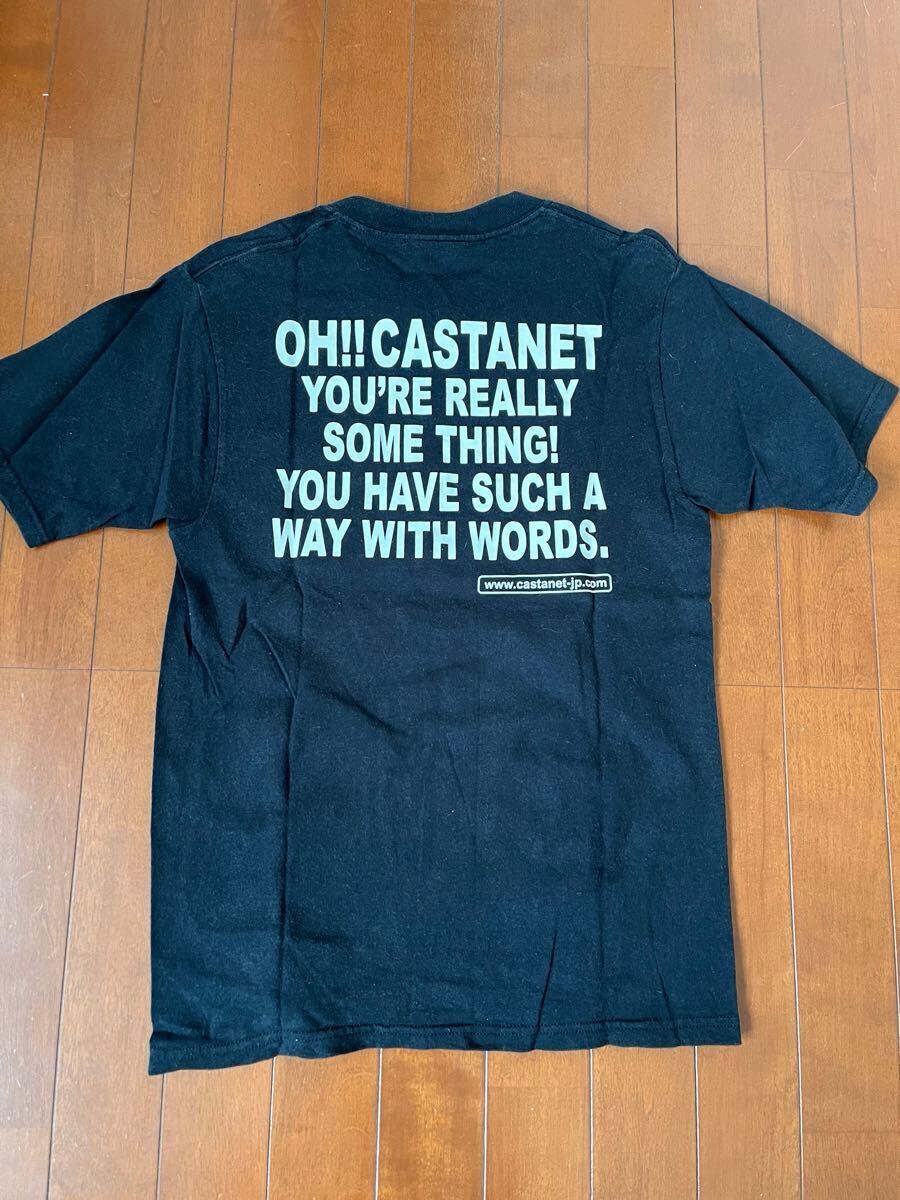 OH!! CASTANET
YOU'RE REALLY
SOME THING!
YOU HAVE SUCH A
WAY WITH WORDS.
www.castanet-jp.com